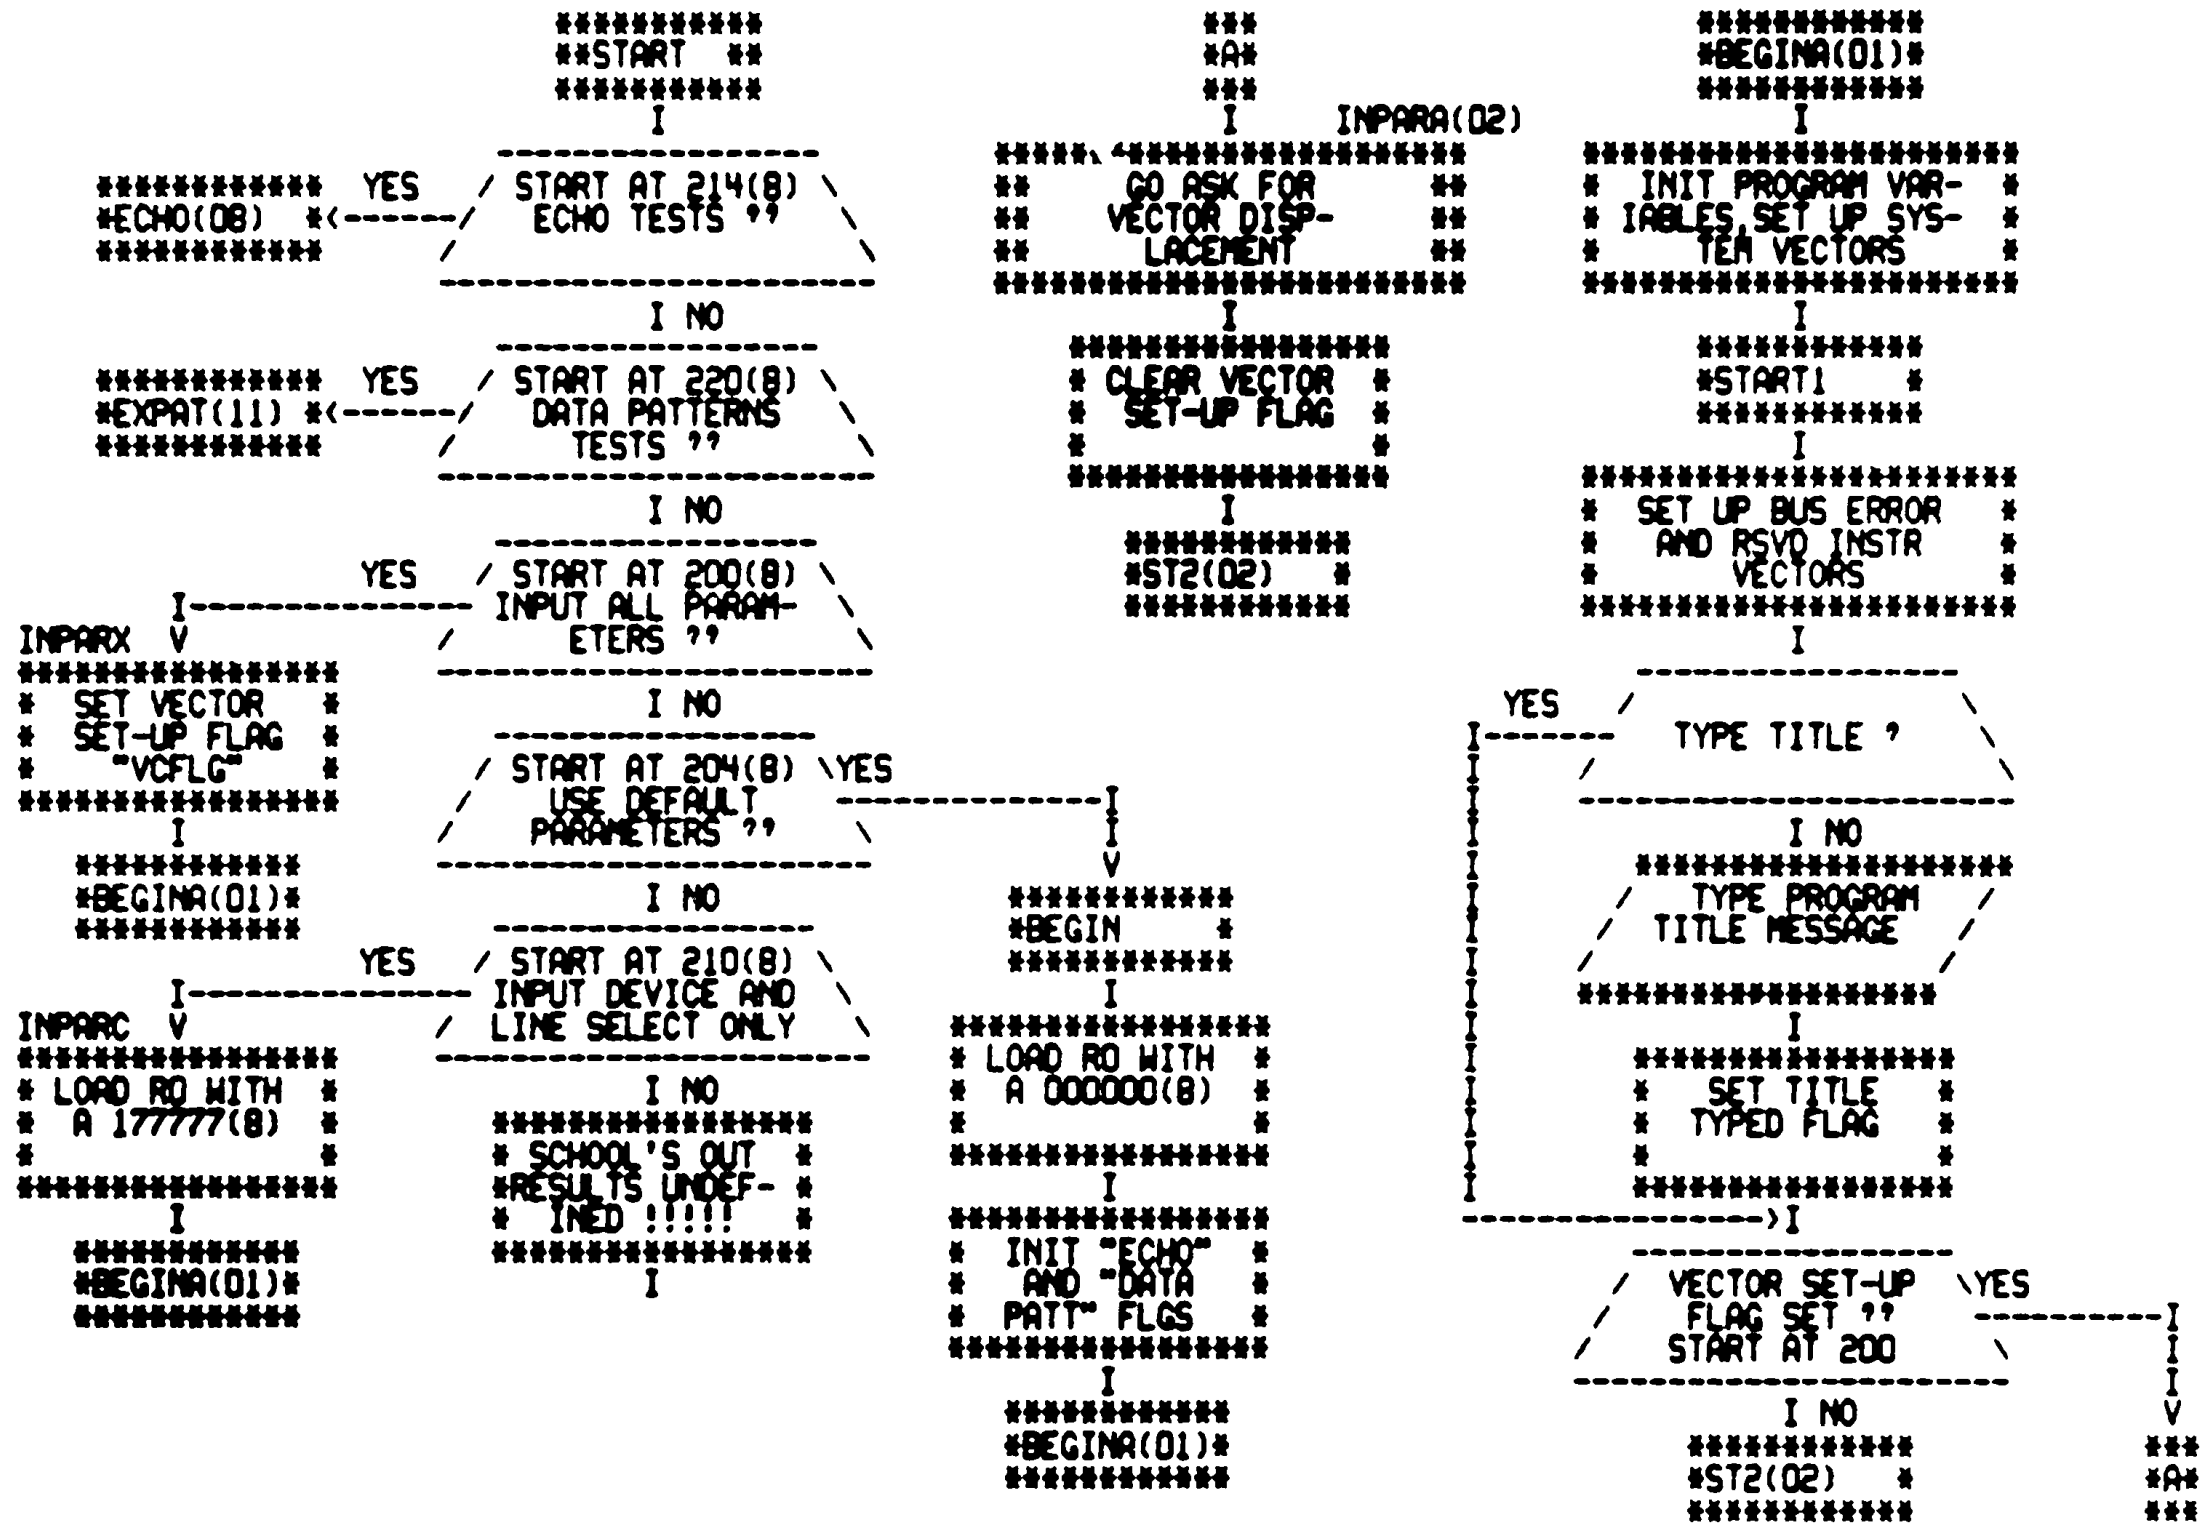 START
I
START AT 214(8)
ECHO TESTS ??
YES
ECHO(08)
I NO
START AT 220(8)
DATA PATTERNS
TESTS ??
YES
EXPAT(11)
I NO
START AT 200(8)
INPUT ALL PARAM-
ETERS ??
YES
I
INPARX V
SET VECTOR
SET-UP FLAG
"VCFLG"
I
BEGINA(01)
I NO
START AT 204(8)
USE DEFAULT
PARAMETERS ??
YES
I
I
V
I NO
START AT 210(8)
INPUT DEVICE AND
LINE SELECT ONLY
YES
I
INPARC V
LOAD R0 WITH
A 177777(8)
I
BEGINA(01)
I NO
SCHOOL'S OUT
RESULTS UNDEF-
INED !!!!!
I
A
I INPARA(02)
GO ASK FOR
VECTOR DISP-
LACEMENT
I
CLEAR VECTOR
SET-UP FLAG
I
ST2(02)
BEGIN
I
LOAD R0 WITH
A 000000(8)
I
INIT "ECHO"
AND "DATA
PATT" FLGS
I
BEGINA(01)
BEGINA(01)
I
INIT PROGRAM VAR-
IABLES,SET UP SYS-
TEM VECTORS
I
START1
I
SET UP BUS ERROR
AND RSVD INSTR
VECTORS
I
TYPE TITLE ?
YES
I NO
TYPE PROGRAM
TITLE MESSAGE
I
SET TITLE
TYPED FLAG
I
VECTOR SET-UP
FLAG SET ??
START AT 200
YES
I
I
I
V
A
I NO
ST2(02)